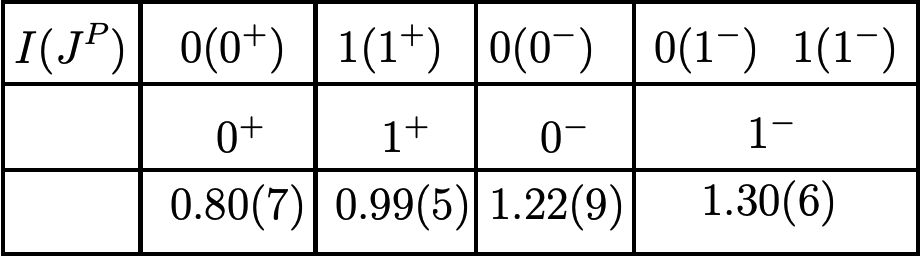 I(J^P) 0(0^+) 1(1^+) 0(0^-) 0(1^-) 1(1^-)
0^+ 1^+ 0^- 1^-
0.80(7) 0.99(5) 1.22(9) 1.30(6)